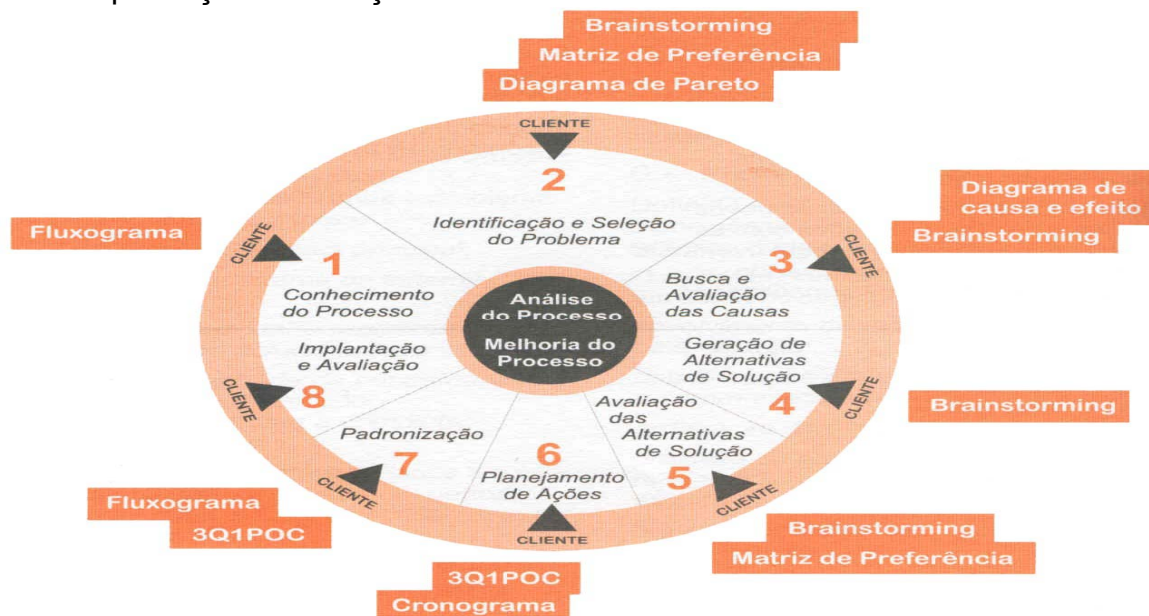 Brainstorming
Matriz de Preferência
Diagrama de Pareto
CLIENTE
2
Identificação e Seleção
do Problema
Fluxograma
CLIENTE
1
Conhecimento
do Processo
Diagrama de
causa e efeito
Brainstorming
CLIENTE
3
Busca e
Avaliação
das Causas
Análise
do Processo
Melhoria do
Processo
Geração de
Alternativas
de Solução
4
CLIENTE
Brainstorming
Avaliação
das
Alternativas
de Solução
5
CLIENTE
Brainstorming
Matriz de Preferência
6
Planejamento
de Ações
CLIENTE
3Q1POC
Cronograma
Padronização
7
CLIENTE
Fluxograma
3Q1POC
Implantação
e Avaliação
8
CLIENTE